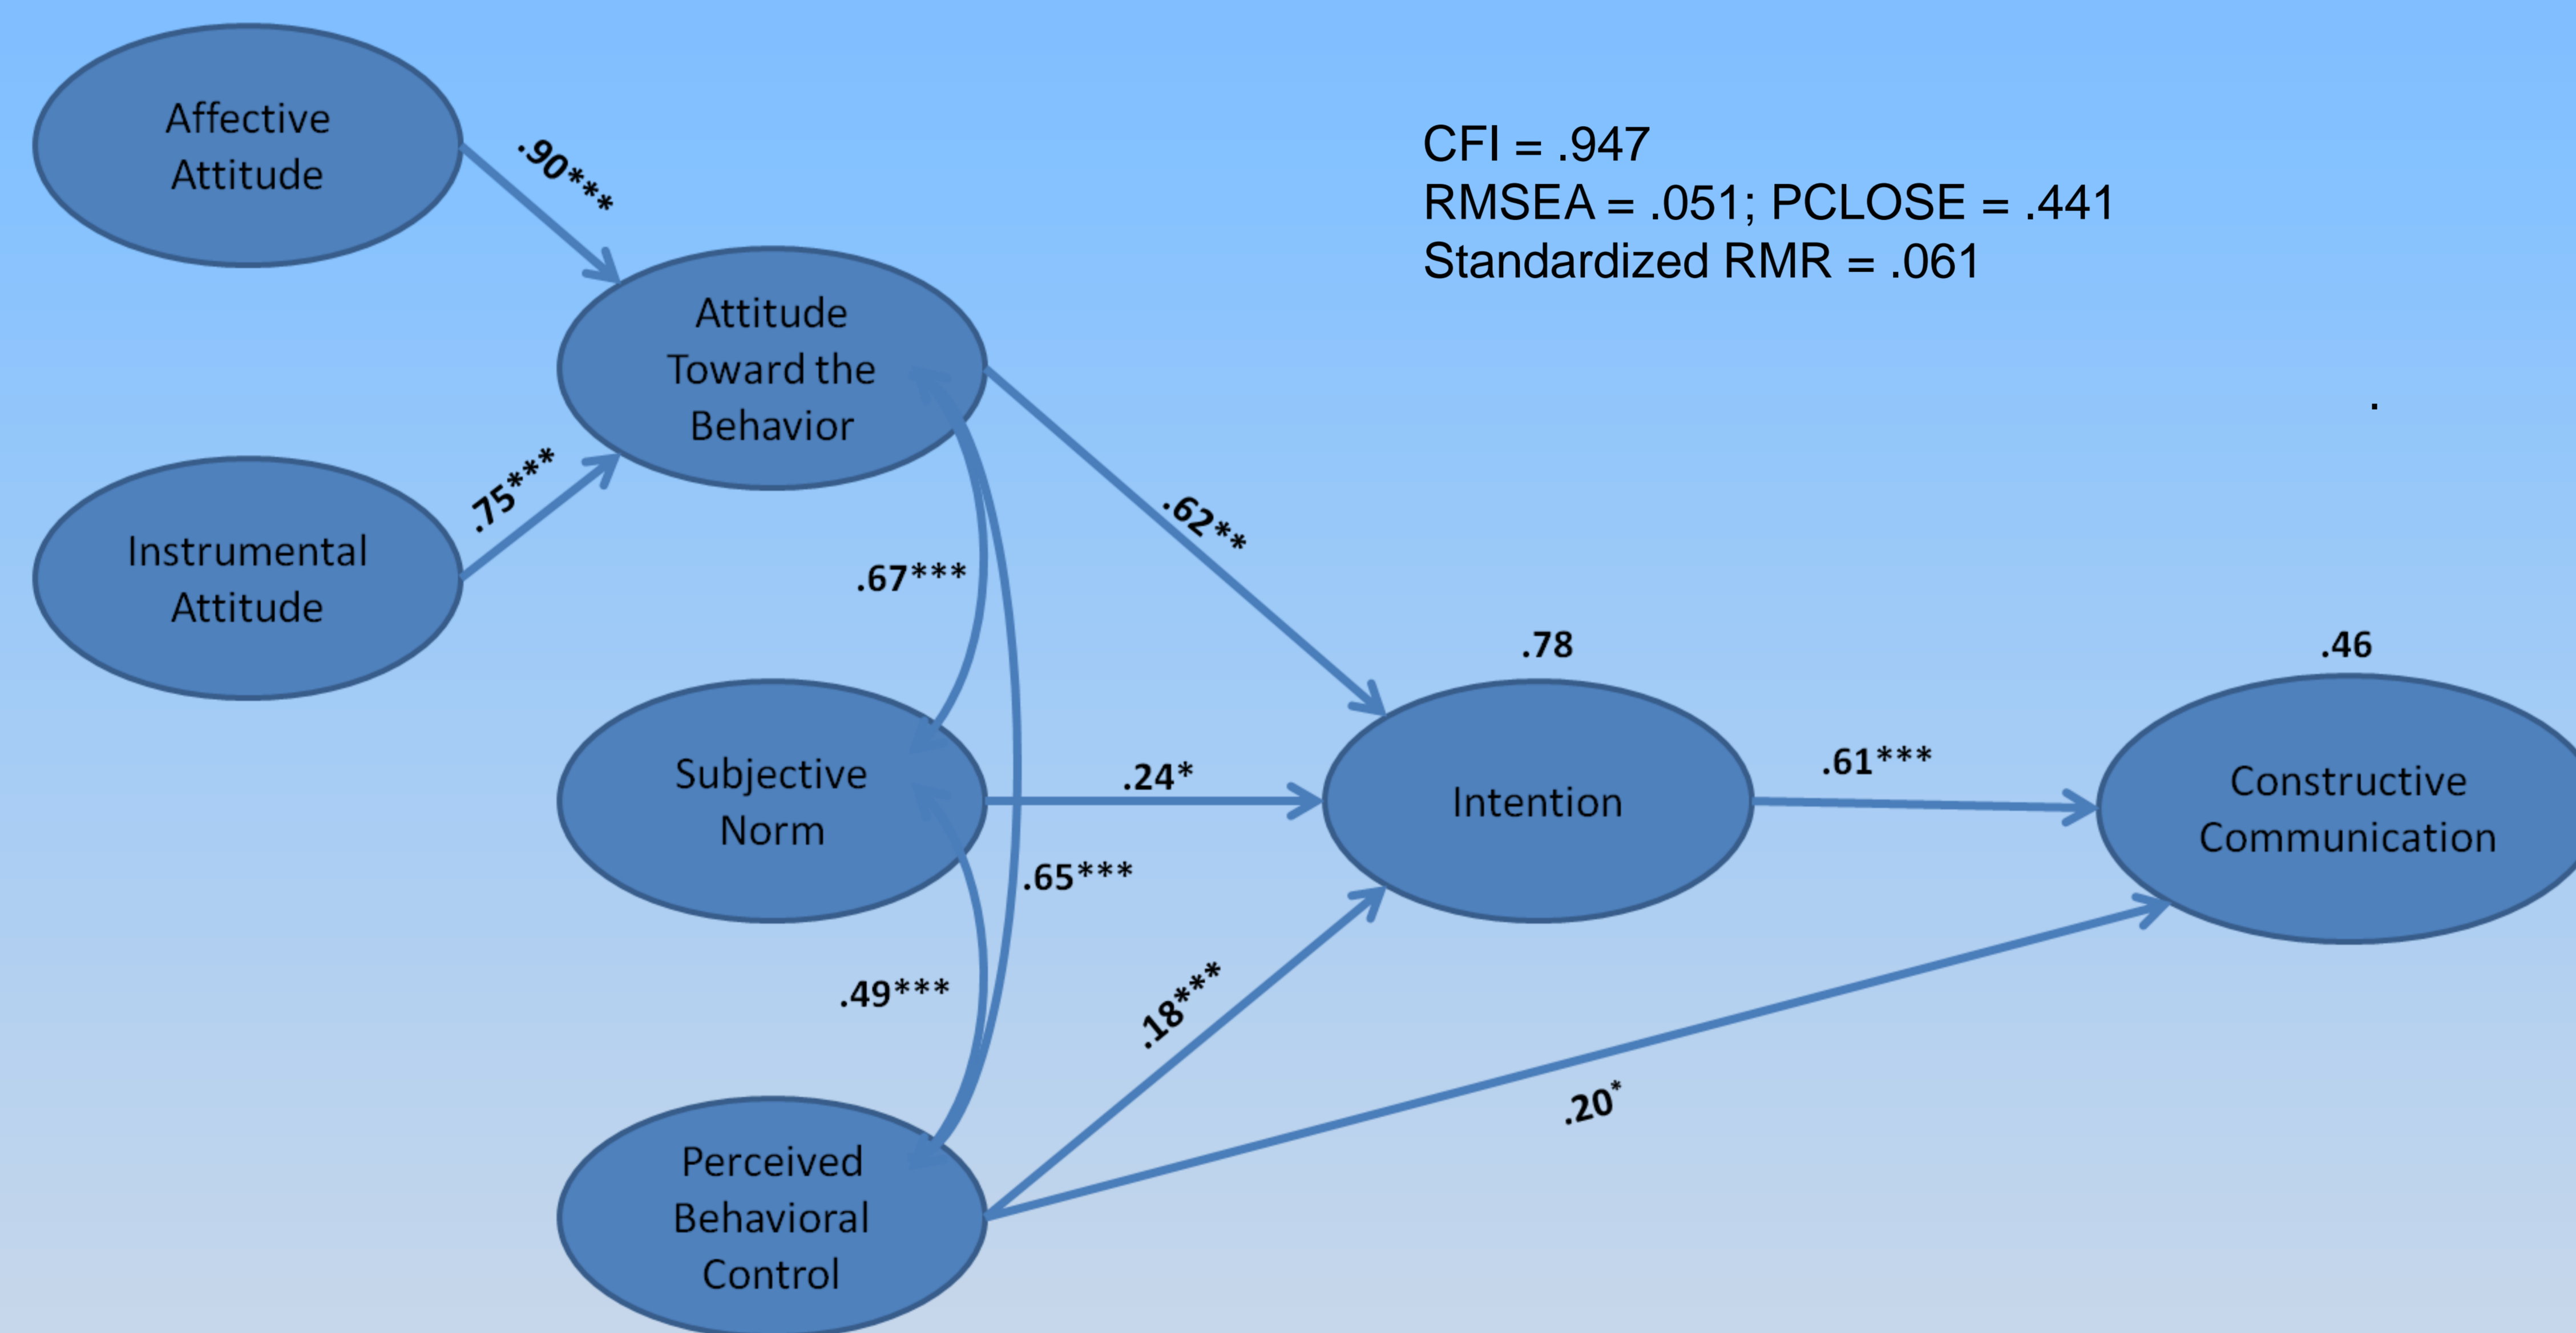 Affective
Attitude
.90***
CFI = .947
RMSEA = .051; PCLOSE = .441
Standardized RMR = .061
Attitude
Toward the
Behavior
.
.75***
Instrumental
Attitude
.62**
.67***
.78
.46
Subjective
Norm
.24*
Intention
.61***
Constructive
Communication
.65***
.49***
.18***
.20*
Perceived
Behavioral
Control